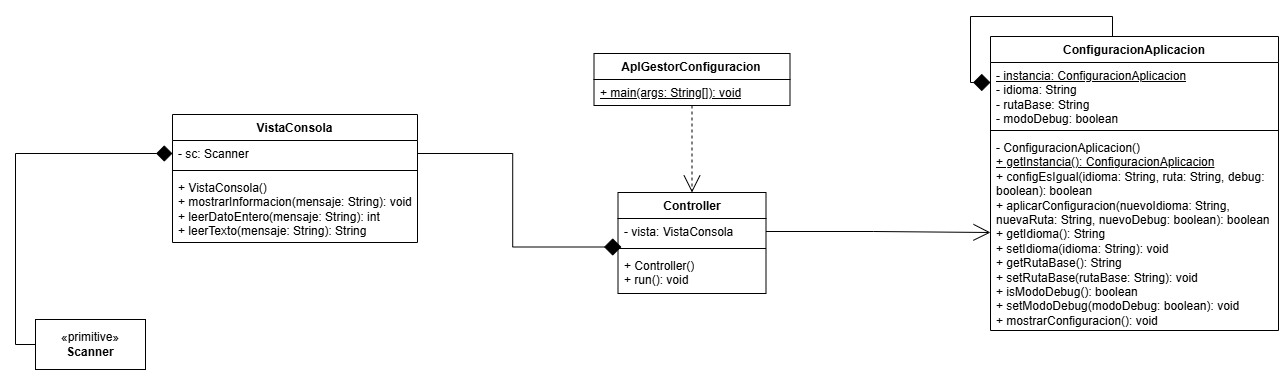 ConfiguracionAplicacion
- instancia: ConfiguracionAplicacion
- idioma: String
- rutaBase: String
- modoDebug: boolean
- ConfiguracionAplicacion()
+ getInstancia(): ConfiguracionAplicacion
+ configEsIgual(idioma: String, ruta: String, debug:
boolean): boolean
+ aplicarConfiguracion(nuevoIdioma: String,
nuevaRuta: String, nuevoDebug: boolean): boolean
+ getIdioma(): String
+ setIdioma(idioma: String): void
+ getRutaBase(): String
+ setRutaBase(rutaBase: String): void
+ isModoDebug(): boolean
+ setModoDebug(modoDebug: boolean): void
+ mostrarConfiguracion(): void
AplGestorConfiguracion
+ main(args: String[]): void
VistaConsola
- sc: Scanner
+ VistaConsola()
+ mostrarInformacion(mensaje: String): void
+ leerDatoEntero(mensaje: String): int
+ leerTexto(mensaje: String): String
Controller
- vista: VistaConsola
+ Controller()
+ run(): void
«primitive»
Scanner